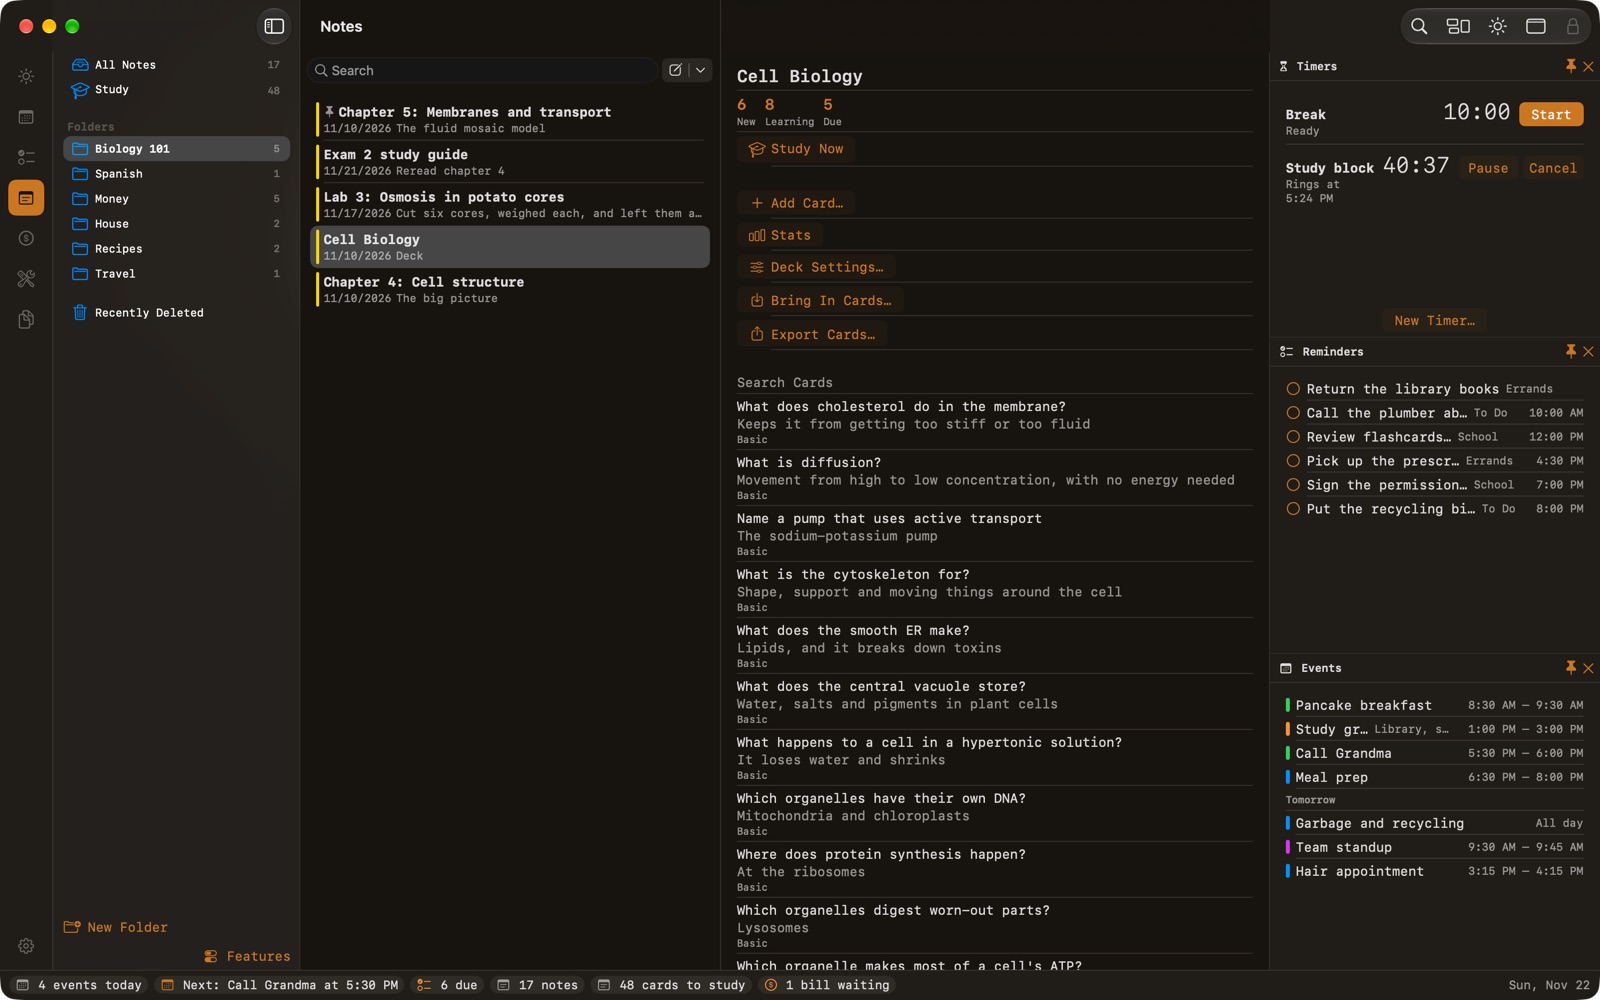 Notes
All Notes 17
Study 48
Folders
Biology 101 5
Spanish 1
Money 5
House 2
Recipes 2
Travel 1
Recently Deleted
New Folder
Features
Search
Chapter 5: Membranes and transport
11/10/2026 The fluid mosaic model
Exam 2 study guide
11/21/2026 Reread chapter 4
Lab 3: Osmosis in potato cores
11/17/2026 Cut six cores, weighed each, and left them a…
Cell Biology
11/10/2026 Deck
Chapter 4: Cell structure
11/10/2026 The big picture
Cell Biology
6 8 5
New Learning Due
Study Now
Add Card…
Stats
Deck Settings…
Bring In Cards…
Export Cards…
Search Cards
What does cholesterol do in the membrane?
Keeps it from getting too stiff or too fluid
Basic
What is diffusion?
Movement from high to low concentration, with no energy needed
Basic
Name a pump that uses active transport
The sodium–potassium pump
Basic
What is the cytoskeleton for?
Shape, support and moving things around the cell
Basic
What does the smooth ER make?
Lipids, and it breaks down toxins
Basic
What does the central vacuole store?
Water, salts and pigments in plant cells
Basic
What happens to a cell in a hypertonic solution?
It loses water and shrinks
Basic
Which organelles have their own DNA?
Mitochondria and chloroplasts
Basic
Where does protein synthesis happen?
At the ribosomes
Basic
Which organelles digest worn-out parts?
Lysosomes
Basic
Which organelle makes most of a cell's ATP?
Timers
Break 10:00 Start
Ready
Study block 40:37 Pause Cancel
Rings at
5:24 PM
New Timer…
Reminders
Return the library books Errands
Call the plumber ab… To Do 10:00 AM
Review flashcards… School 12:00 PM
Pick up the prescr… Errands 4:30 PM
Sign the permission… School 7:00 PM
Put the recycling bi… To Do 8:00 PM
Events
Pancake breakfast 8:30 AM – 9:30 AM
Study gr… Library, s… 1:00 PM – 3:00 PM
Call Grandma 5:30 PM – 6:00 PM
Meal prep 6:30 PM – 8:00 PM
Tomorrow
Garbage and recycling All day
Team standup 9:30 AM – 9:45 AM
Hair appointment 3:15 PM – 4:15 PM
4 events today Next: Call Grandma at 5:30 PM 6 due 17 notes 48 cards to study 1 bill waiting Sun, Nov 22